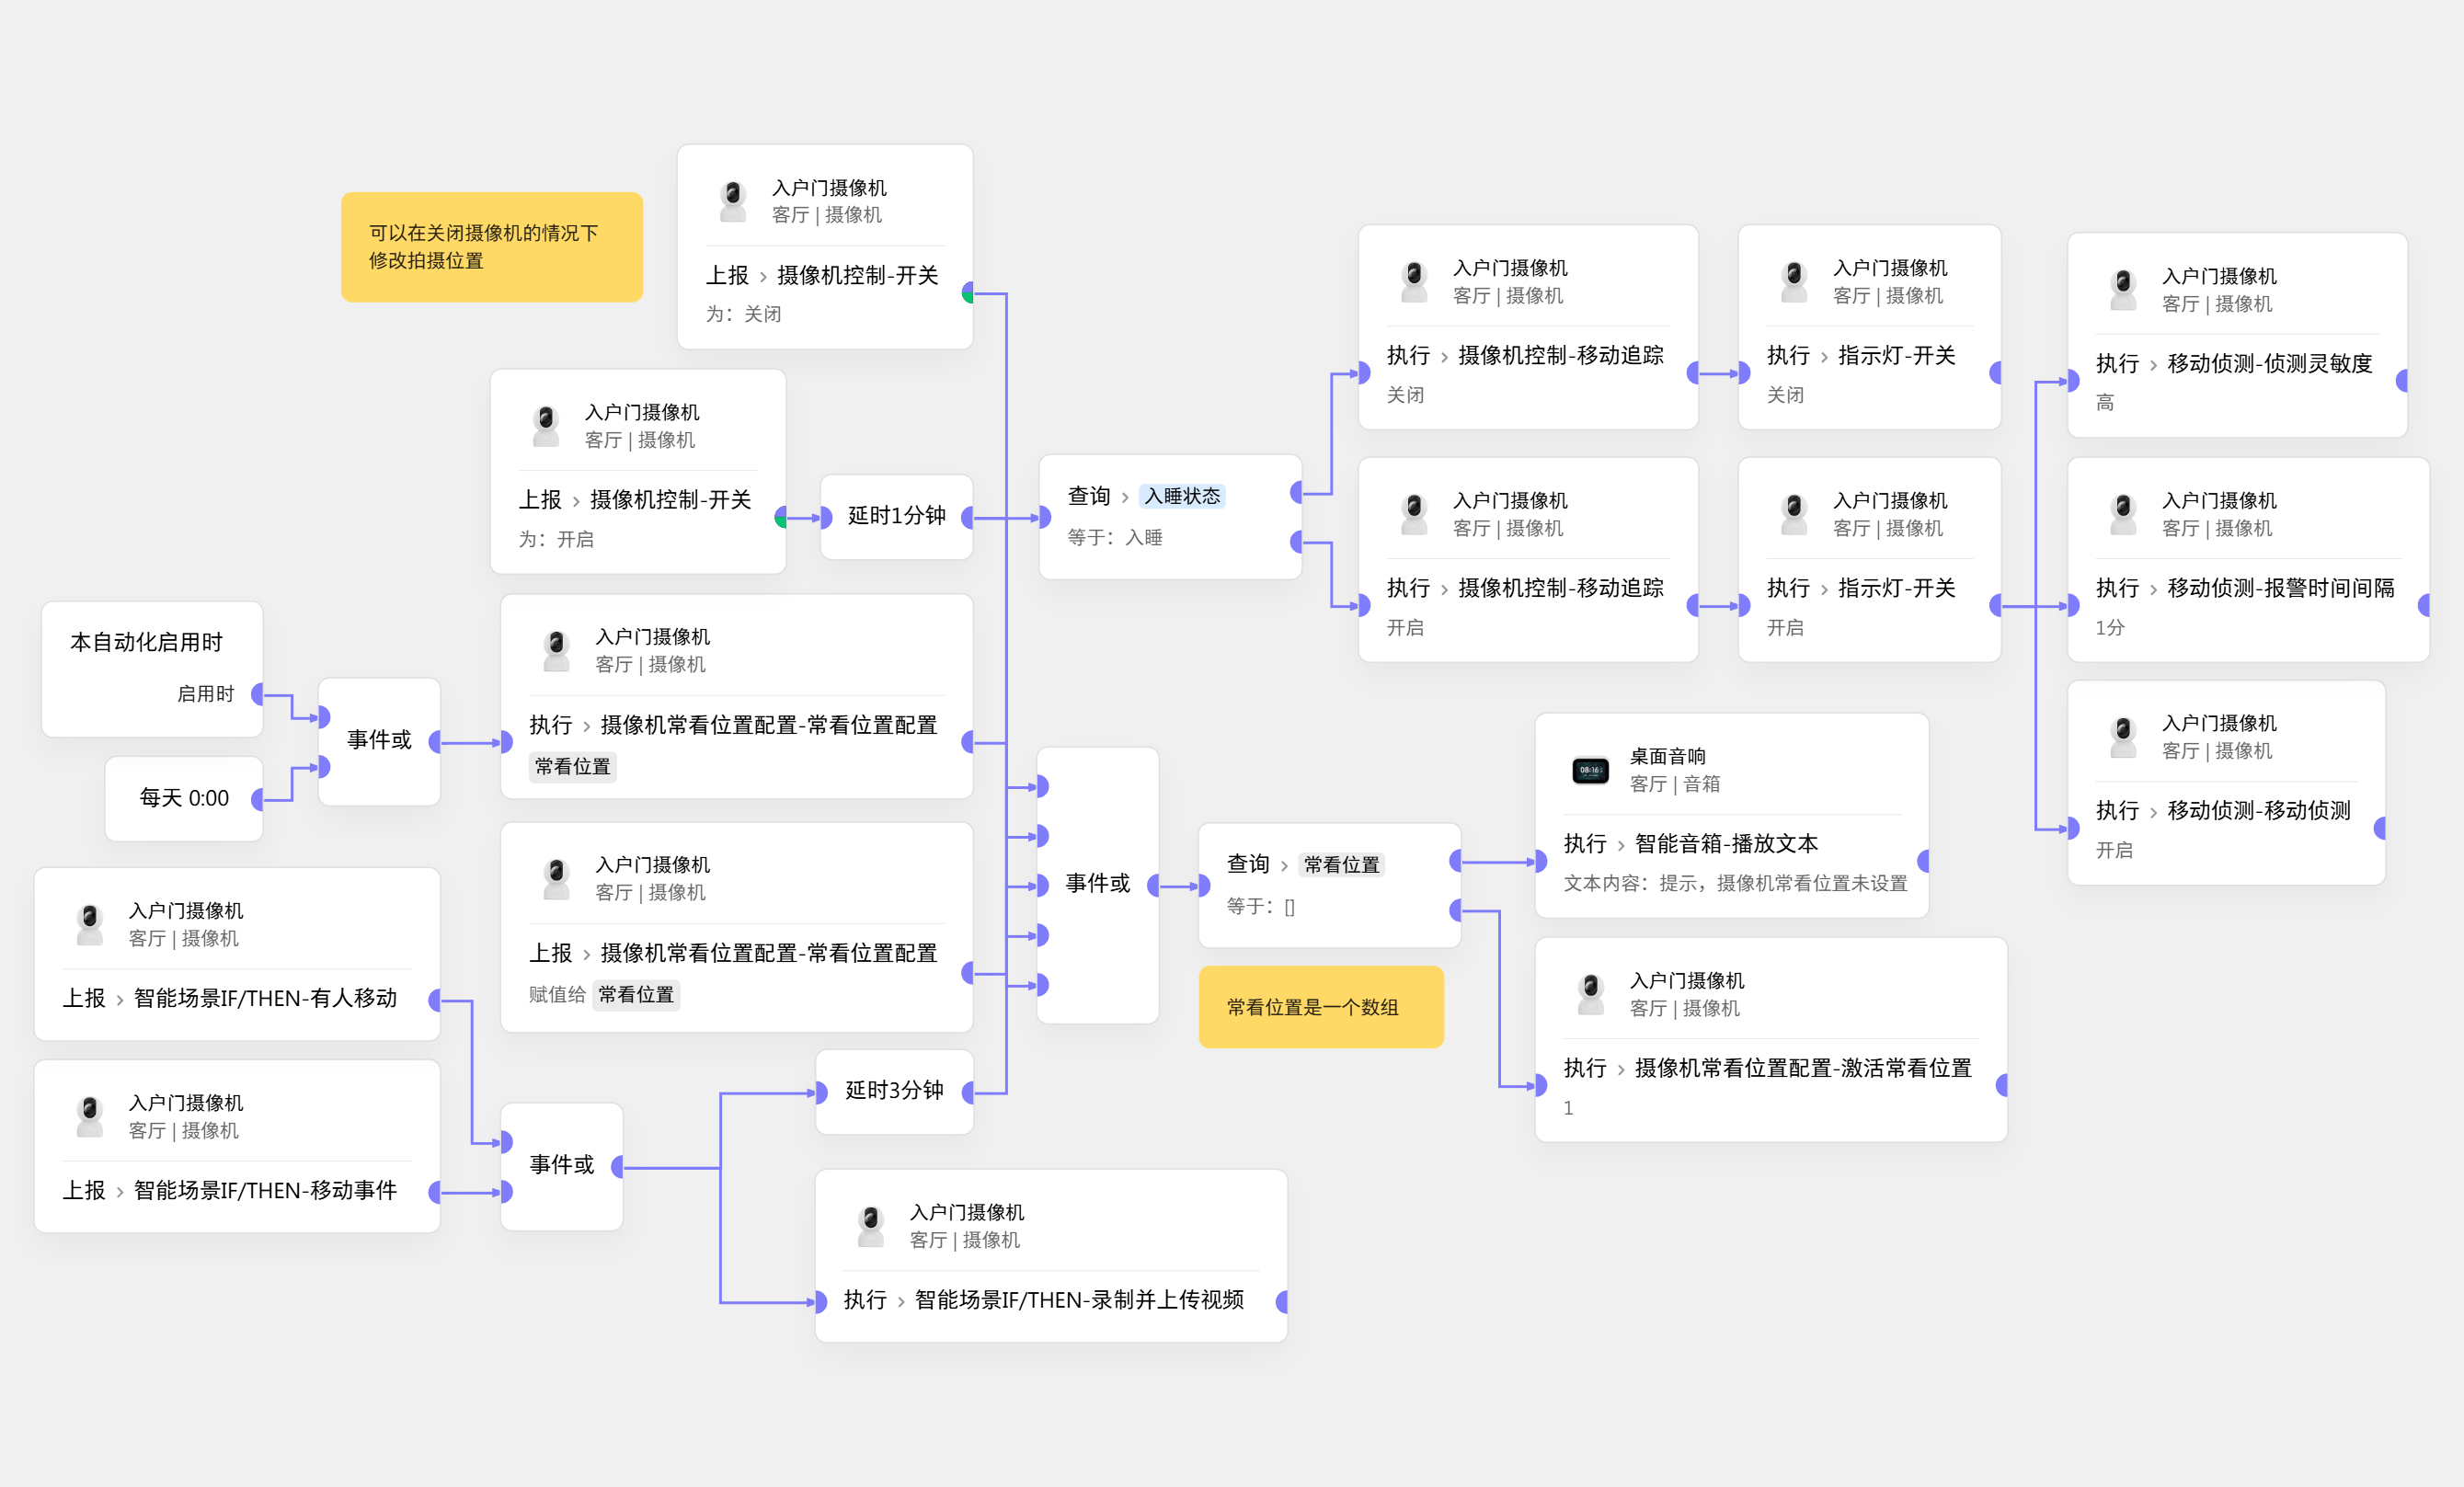 可以在关闭摄像机的情况下
修改拍摄位置
入户门摄像机
客厅 | 摄像机
上报 › 摄像机控制-开关
为：关闭
入户门摄像机
客厅 | 摄像机
上报 › 摄像机控制-开关
为：开启
延时1分钟
查询 › 入睡状态
等于：入睡
入户门摄像机
客厅 | 摄像机
执行 › 摄像机控制-移动追踪
关闭
入户门摄像机
客厅 | 摄像机
执行 › 指示灯-开关
关闭
入户门摄像机
客厅 | 摄像机
执行 › 移动侦测-侦测灵敏度
高
入户门摄像机
客厅 | 摄像机
执行 › 摄像机控制-移动追踪
开启
入户门摄像机
客厅 | 摄像机
执行 › 指示灯-开关
开启
入户门摄像机
客厅 | 摄像机
执行 › 移动侦测-报警时间间隔
1分
入户门摄像机
客厅 | 摄像机
执行 › 移动侦测-移动侦测
开启
本自动化启用时
启用时
每天 0:00
事件或
入户门摄像机
客厅 | 摄像机
执行 › 摄像机常看位置配置-常看位置配置
常看位置
入户门摄像机
客厅 | 摄像机
上报 › 摄像机常看位置配置-常看位置配置
赋值给 常看位置
入户门摄像机
客厅 | 摄像机
上报 › 智能场景IF/THEN-有人移动
入户门摄像机
客厅 | 摄像机
上报 › 智能场景IF/THEN-移动事件
事件或
延时3分钟
入户门摄像机
客厅 | 摄像机
执行 › 智能场景IF/THEN-录制并上传视频
事件或
查询 › 常看位置
等于：[]
常看位置是一个数组
08:16
桌面音响
客厅 | 音箱
执行 › 智能音箱-播放文本
文本内容：提示，摄像机常看位置未设置
入户门摄像机
客厅 | 摄像机
执行 › 摄像机常看位置配置-激活常看位置
1